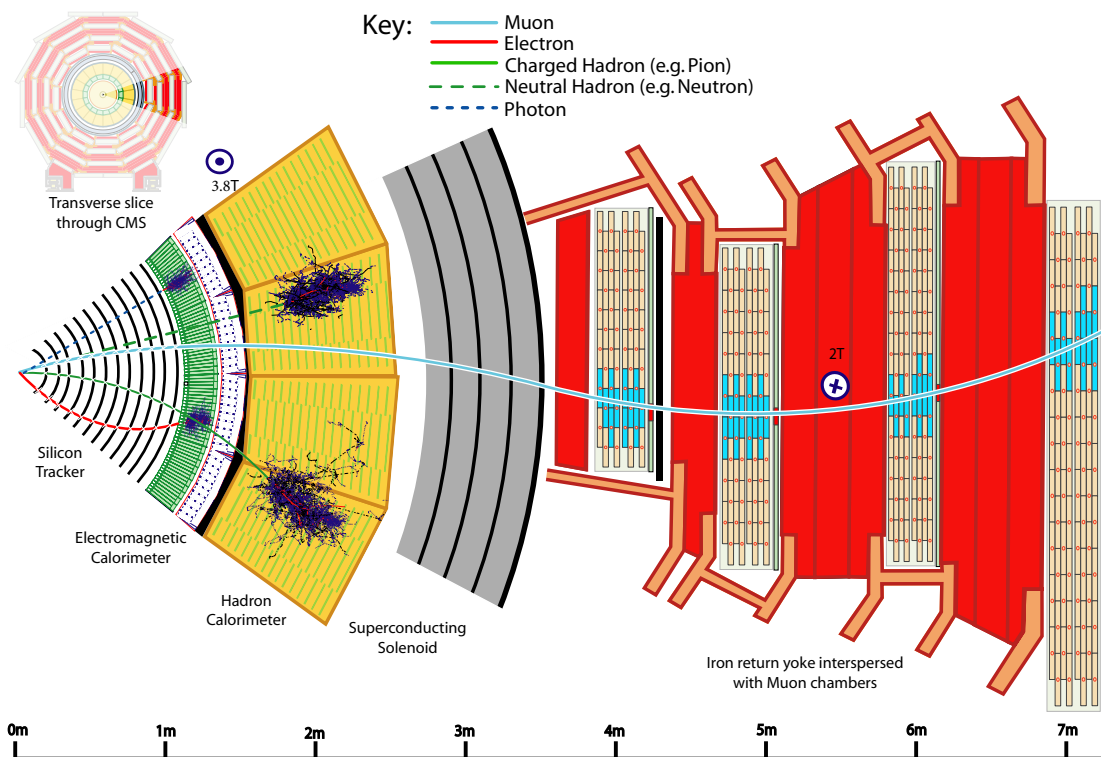 Key:
Muon
Electron
Charged Hadron (e.g. Pion)
Neutral Hadron (e.g. Neutron)
Photon
Transverse slice
through CMS
3.8T
2T
Silicon
Tracker
Electromagnetic
Calorimeter
Hadron
Calorimeter
Superconducting
Solenoid
Iron return yoke interspersed
with Muon chambers
0m 1m 2m 3m 4m 5m 6m 7m